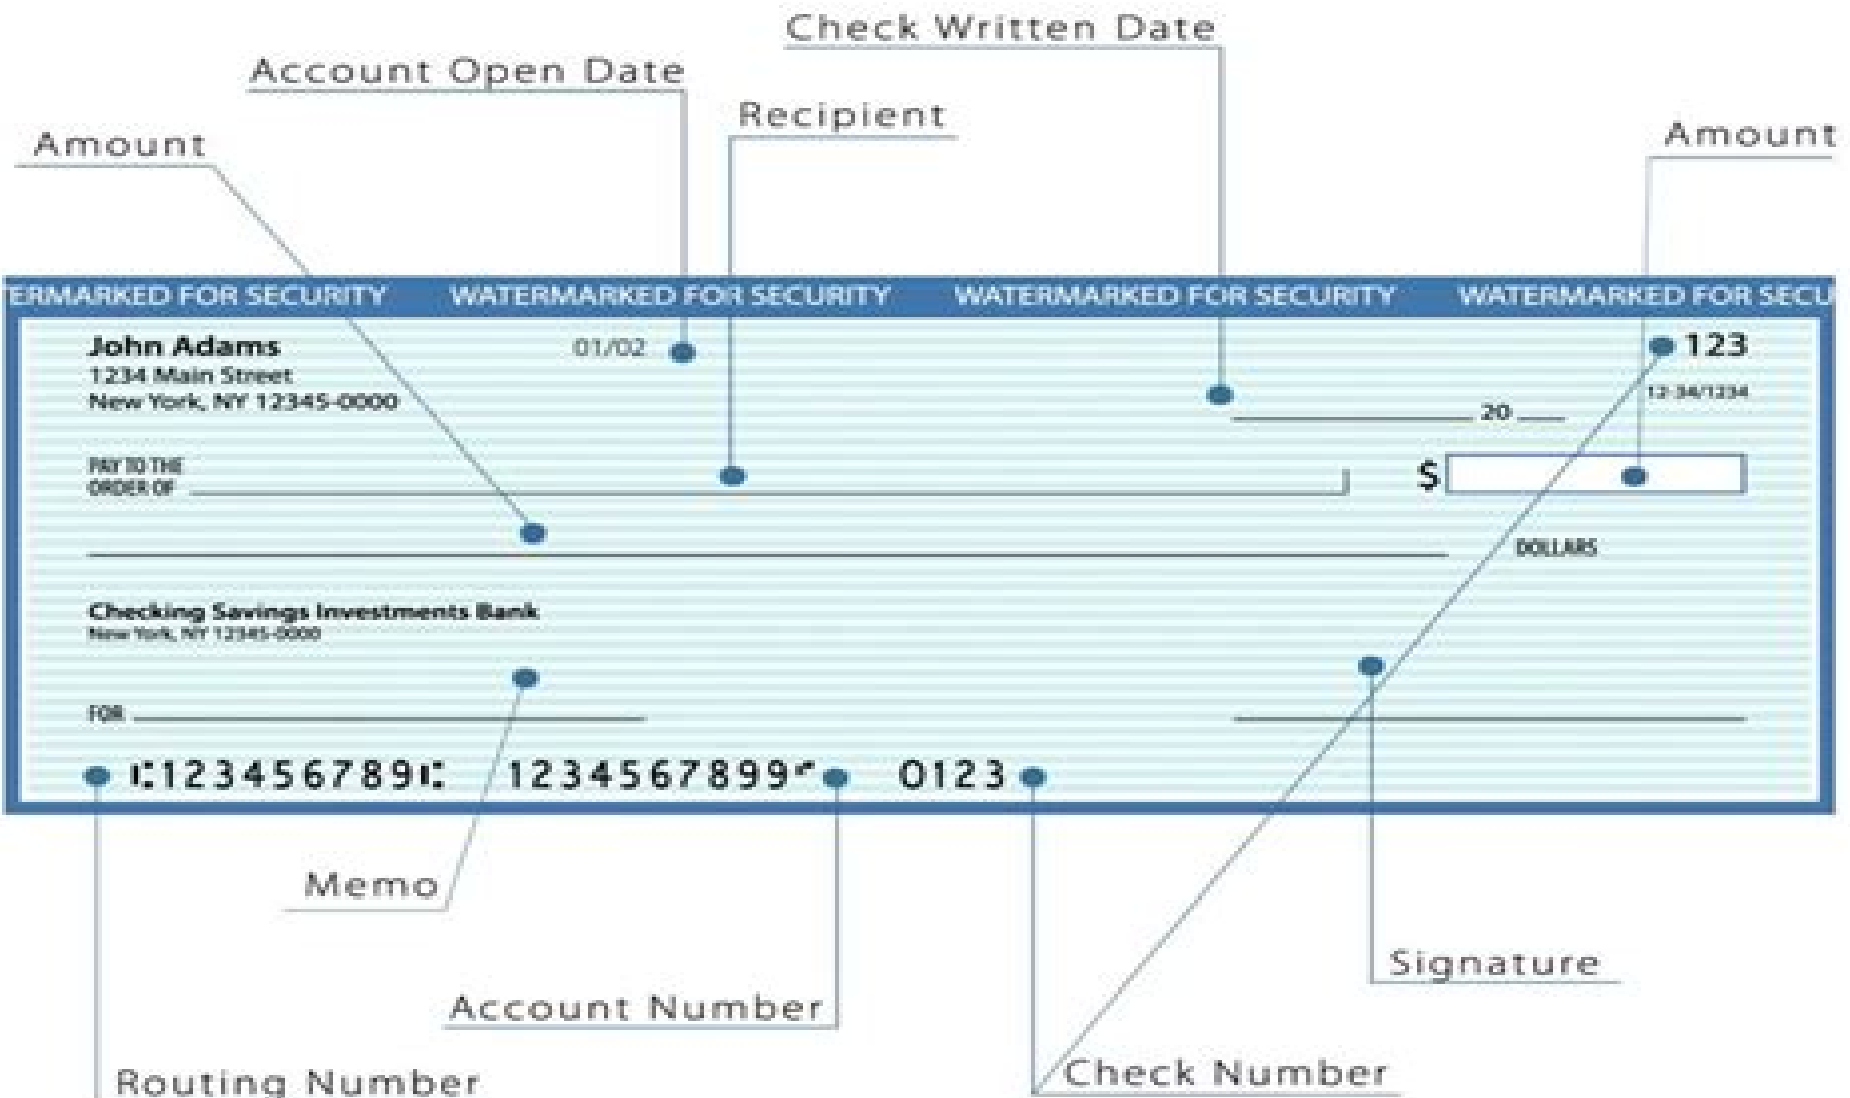 Check Written Date
Account Open Date
Recipient
Amount
Amount
ERMARKED FOR SECURITY WATERMARKED FOR SECURITY WATERMARKED FOR SECURITY WATERMARKED FOR SECU
John Adams 01/02 123
1234 Main Street
New York, NY 12345-0000 12-34/1234
20
PAY TO THE
ORDER OF $
DOLLARS
Checking Savings Investments Bank
New York, NY 12345-0000
FOR
⑆123456789⑆ 1234567899⑈ 0123
Memo
Signature
Account Number
Check Number
Routing Number